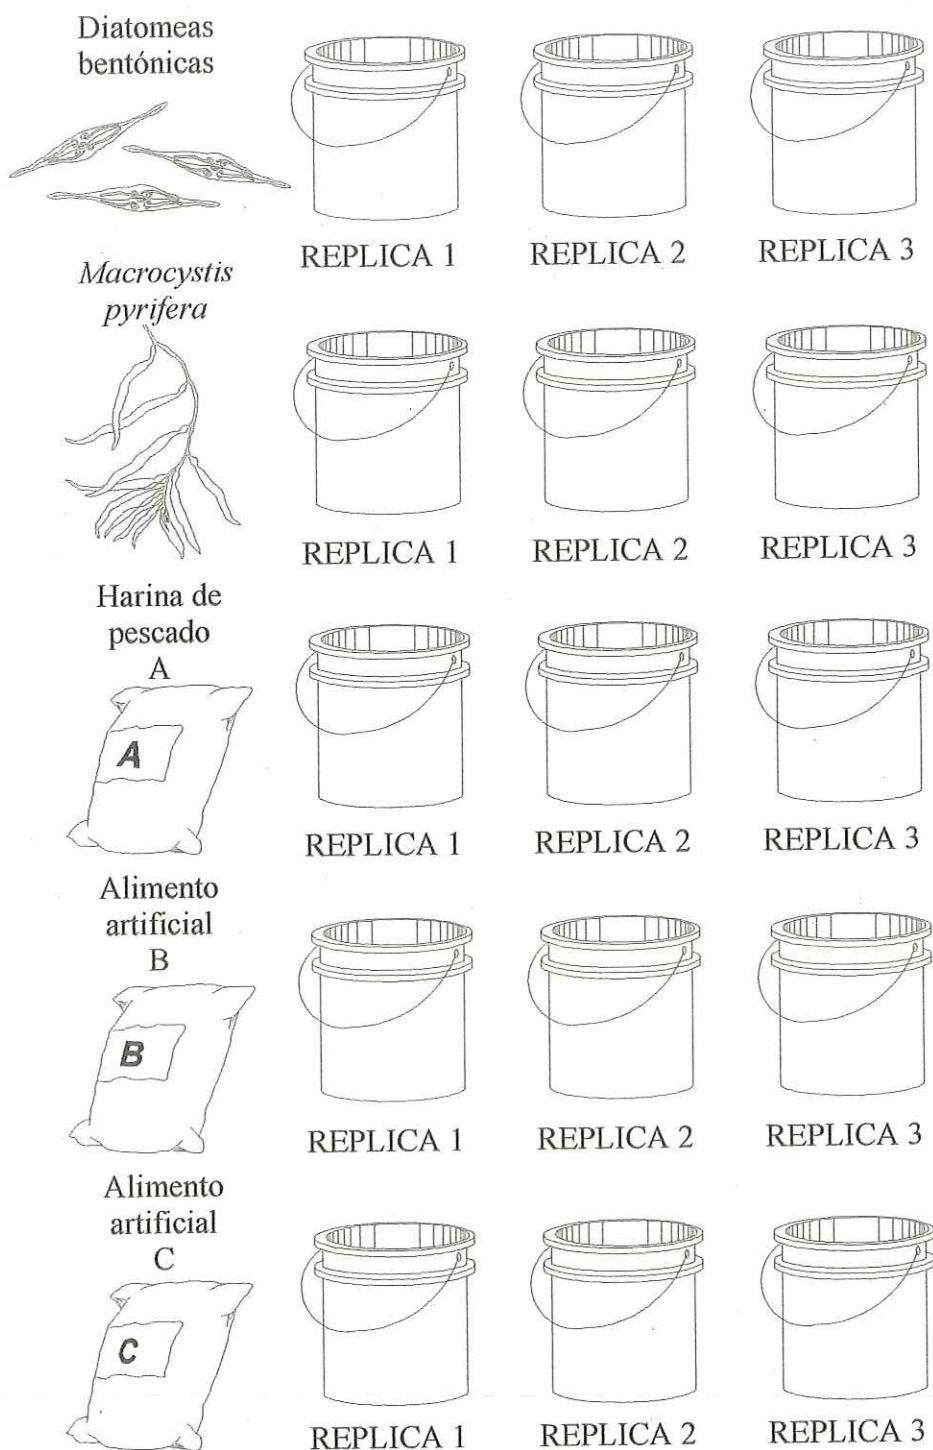 Diatomeas
bentónicas
REPLICA 1
REPLICA 2
REPLICA 3
Macrocystis
pyrifera
REPLICA 1
REPLICA 2
REPLICA 3
Harina de
pescado
A
A
REPLICA 1
REPLICA 2
REPLICA 3
Alimento
artificial
B
B
REPLICA 1
REPLICA 2
REPLICA 3
Alimento
artificial
C
C
REPLICA 1
REPLICA 2
REPLICA 3